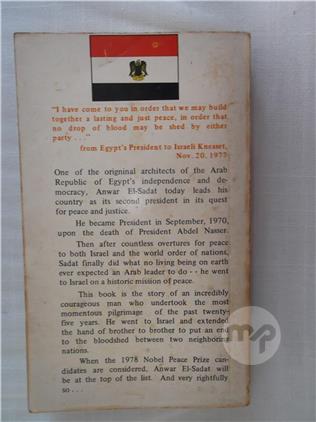 "I have come to you in order that we may build
together a lasting and just peace, in order that
no drop of blood may be shed by either
party . . ."
from Egypt's President to Israeli Knesset,
Nov. 20, 1977
One of the origninal architects of the Arab
Republic of Egypt's independence and de-
mocracy, Anwar El-Sadat today leads his
country as its second president in its quest
for peace and justice.
He became President in September, 1970,
upon the death of President Abdel Nasser.
Then after countless overtures for peace
to both Israel and the world order of nations,
Sadat finally did what no living being on earth
ever expected an Arab leader to do -- he went
to Israel on a historic mission of peace.
This book is the story of an incredibly
courageous man who undertook the most
momentous pilgrimage of the past twenty-
five years. He went to Israel and extended
the hand of brother to brother to put an end
to the bloodshed between two neighboring
nations.
When the 1978 Nobel Peace Prize can-
didates are considered, Anwar El-Sadat will
be at the top of the list. And very rightfully
so . . .
mp